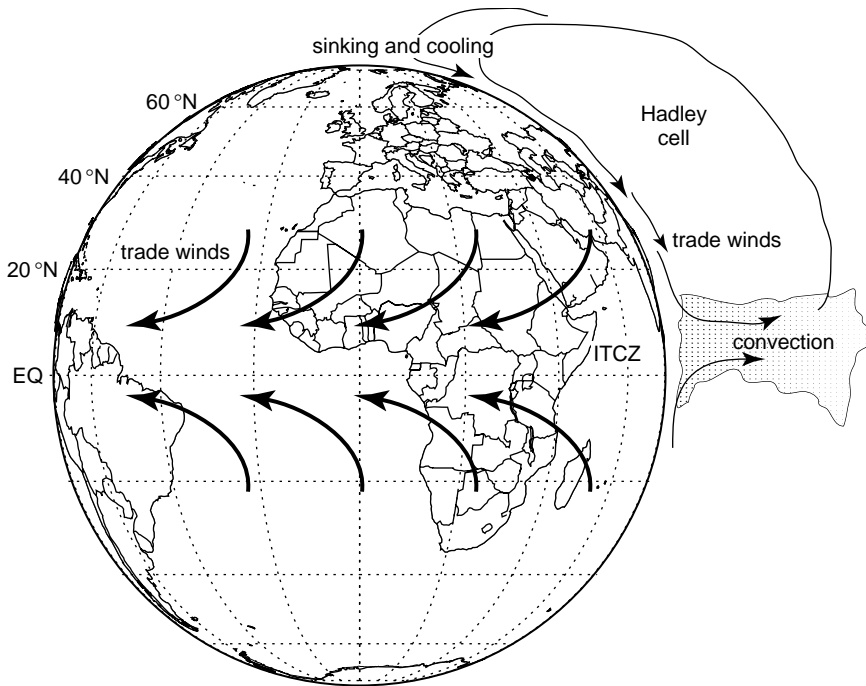 sinking and cooling
60 °N
Hadley
cell
40 °N
trade winds
trade winds
20 °N
convection
ITCZ
EQ